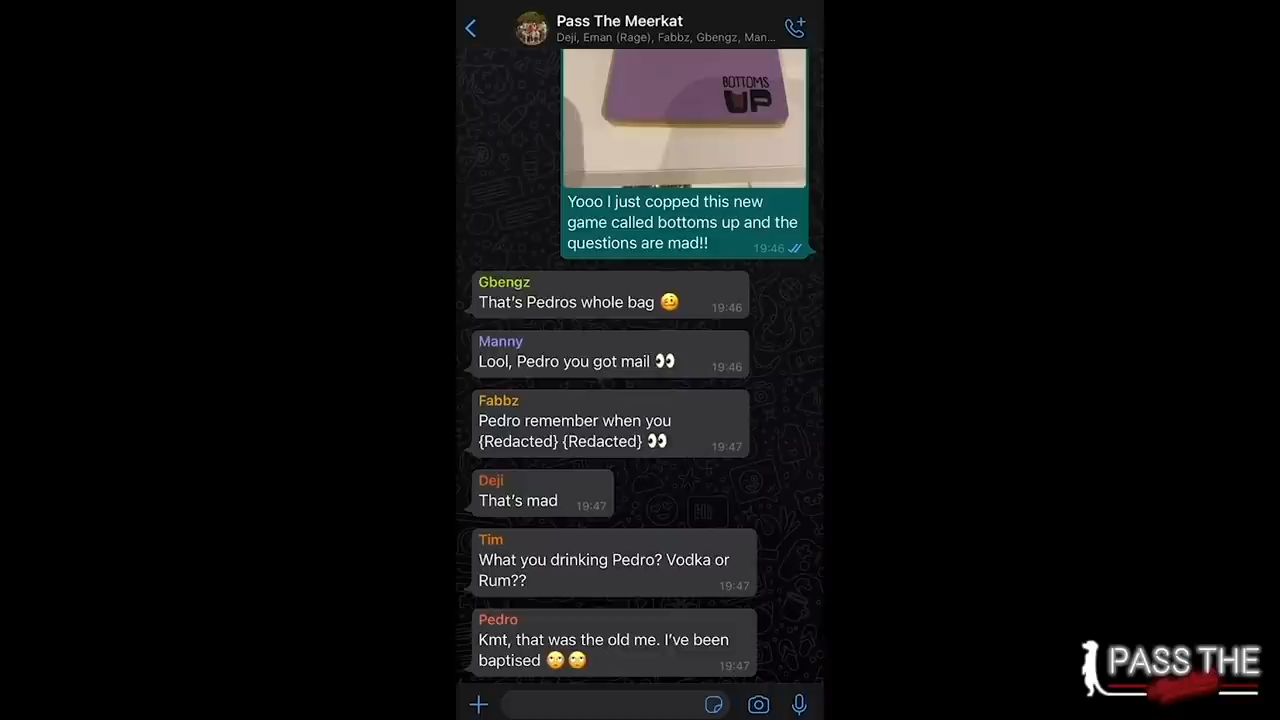 Pass The Meerkat
Deji, Eman (Rage), Fabbz, Gbengz, Man...
BOTTOMS
UP
Yooo I just copped this new
game called bottoms up and the
questions are mad!!
19:46
Gbengz
That's Pedros whole bag 🥴
19:46
Manny
Lool, Pedro you got mail 👀
19:46
Fabbz
Pedro remember when you
{Redacted} {Redacted} 👀
19:47
Deji
That's mad
19:47
Tim
What you drinking Pedro? Vodka or
Rum??
19:47
Pedro
Kmt, that was the old me. I've been
baptised 🙄🙄
19:47
PASS THE